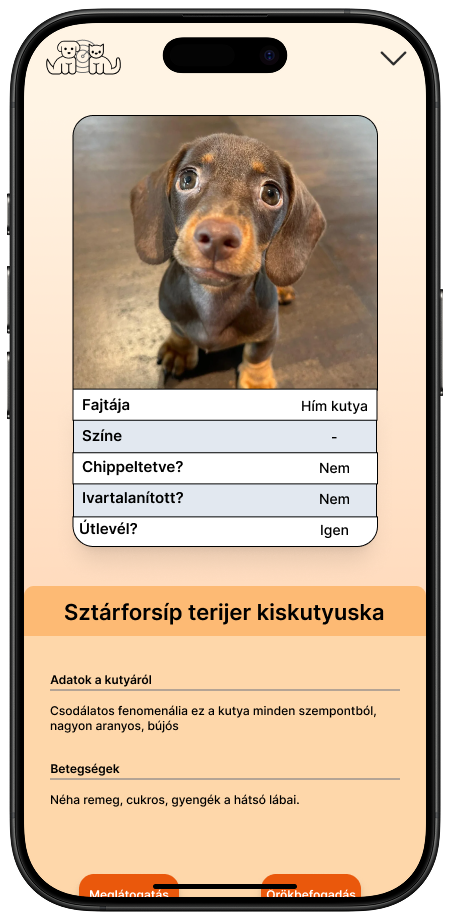 Fajtája Hím kutya
Színe -
Chippeltetve? Nem
Ivartalanított? Nem
Útlevél? Igen
Sztárforsíp terijer kiskutyuska
Adatok a kutyáról
Csodálatos fenomenália ez a kutya minden szempontból,
nagyon aranyos, bújós
Betegségek
Néha remeg, cukros, gyengék a hátsó lábai.
Meglátogatás Örökbefogadás